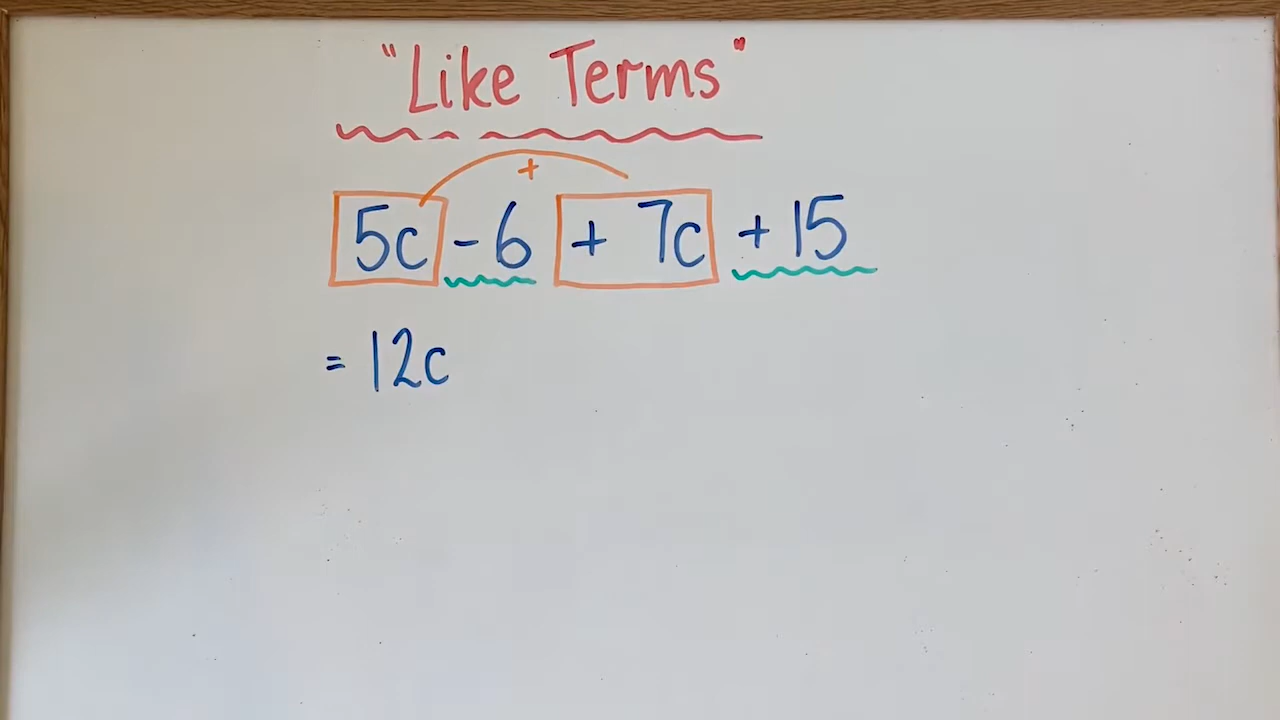 "Like Terms"
+
5c - 6 + 7c + 15
= 12c